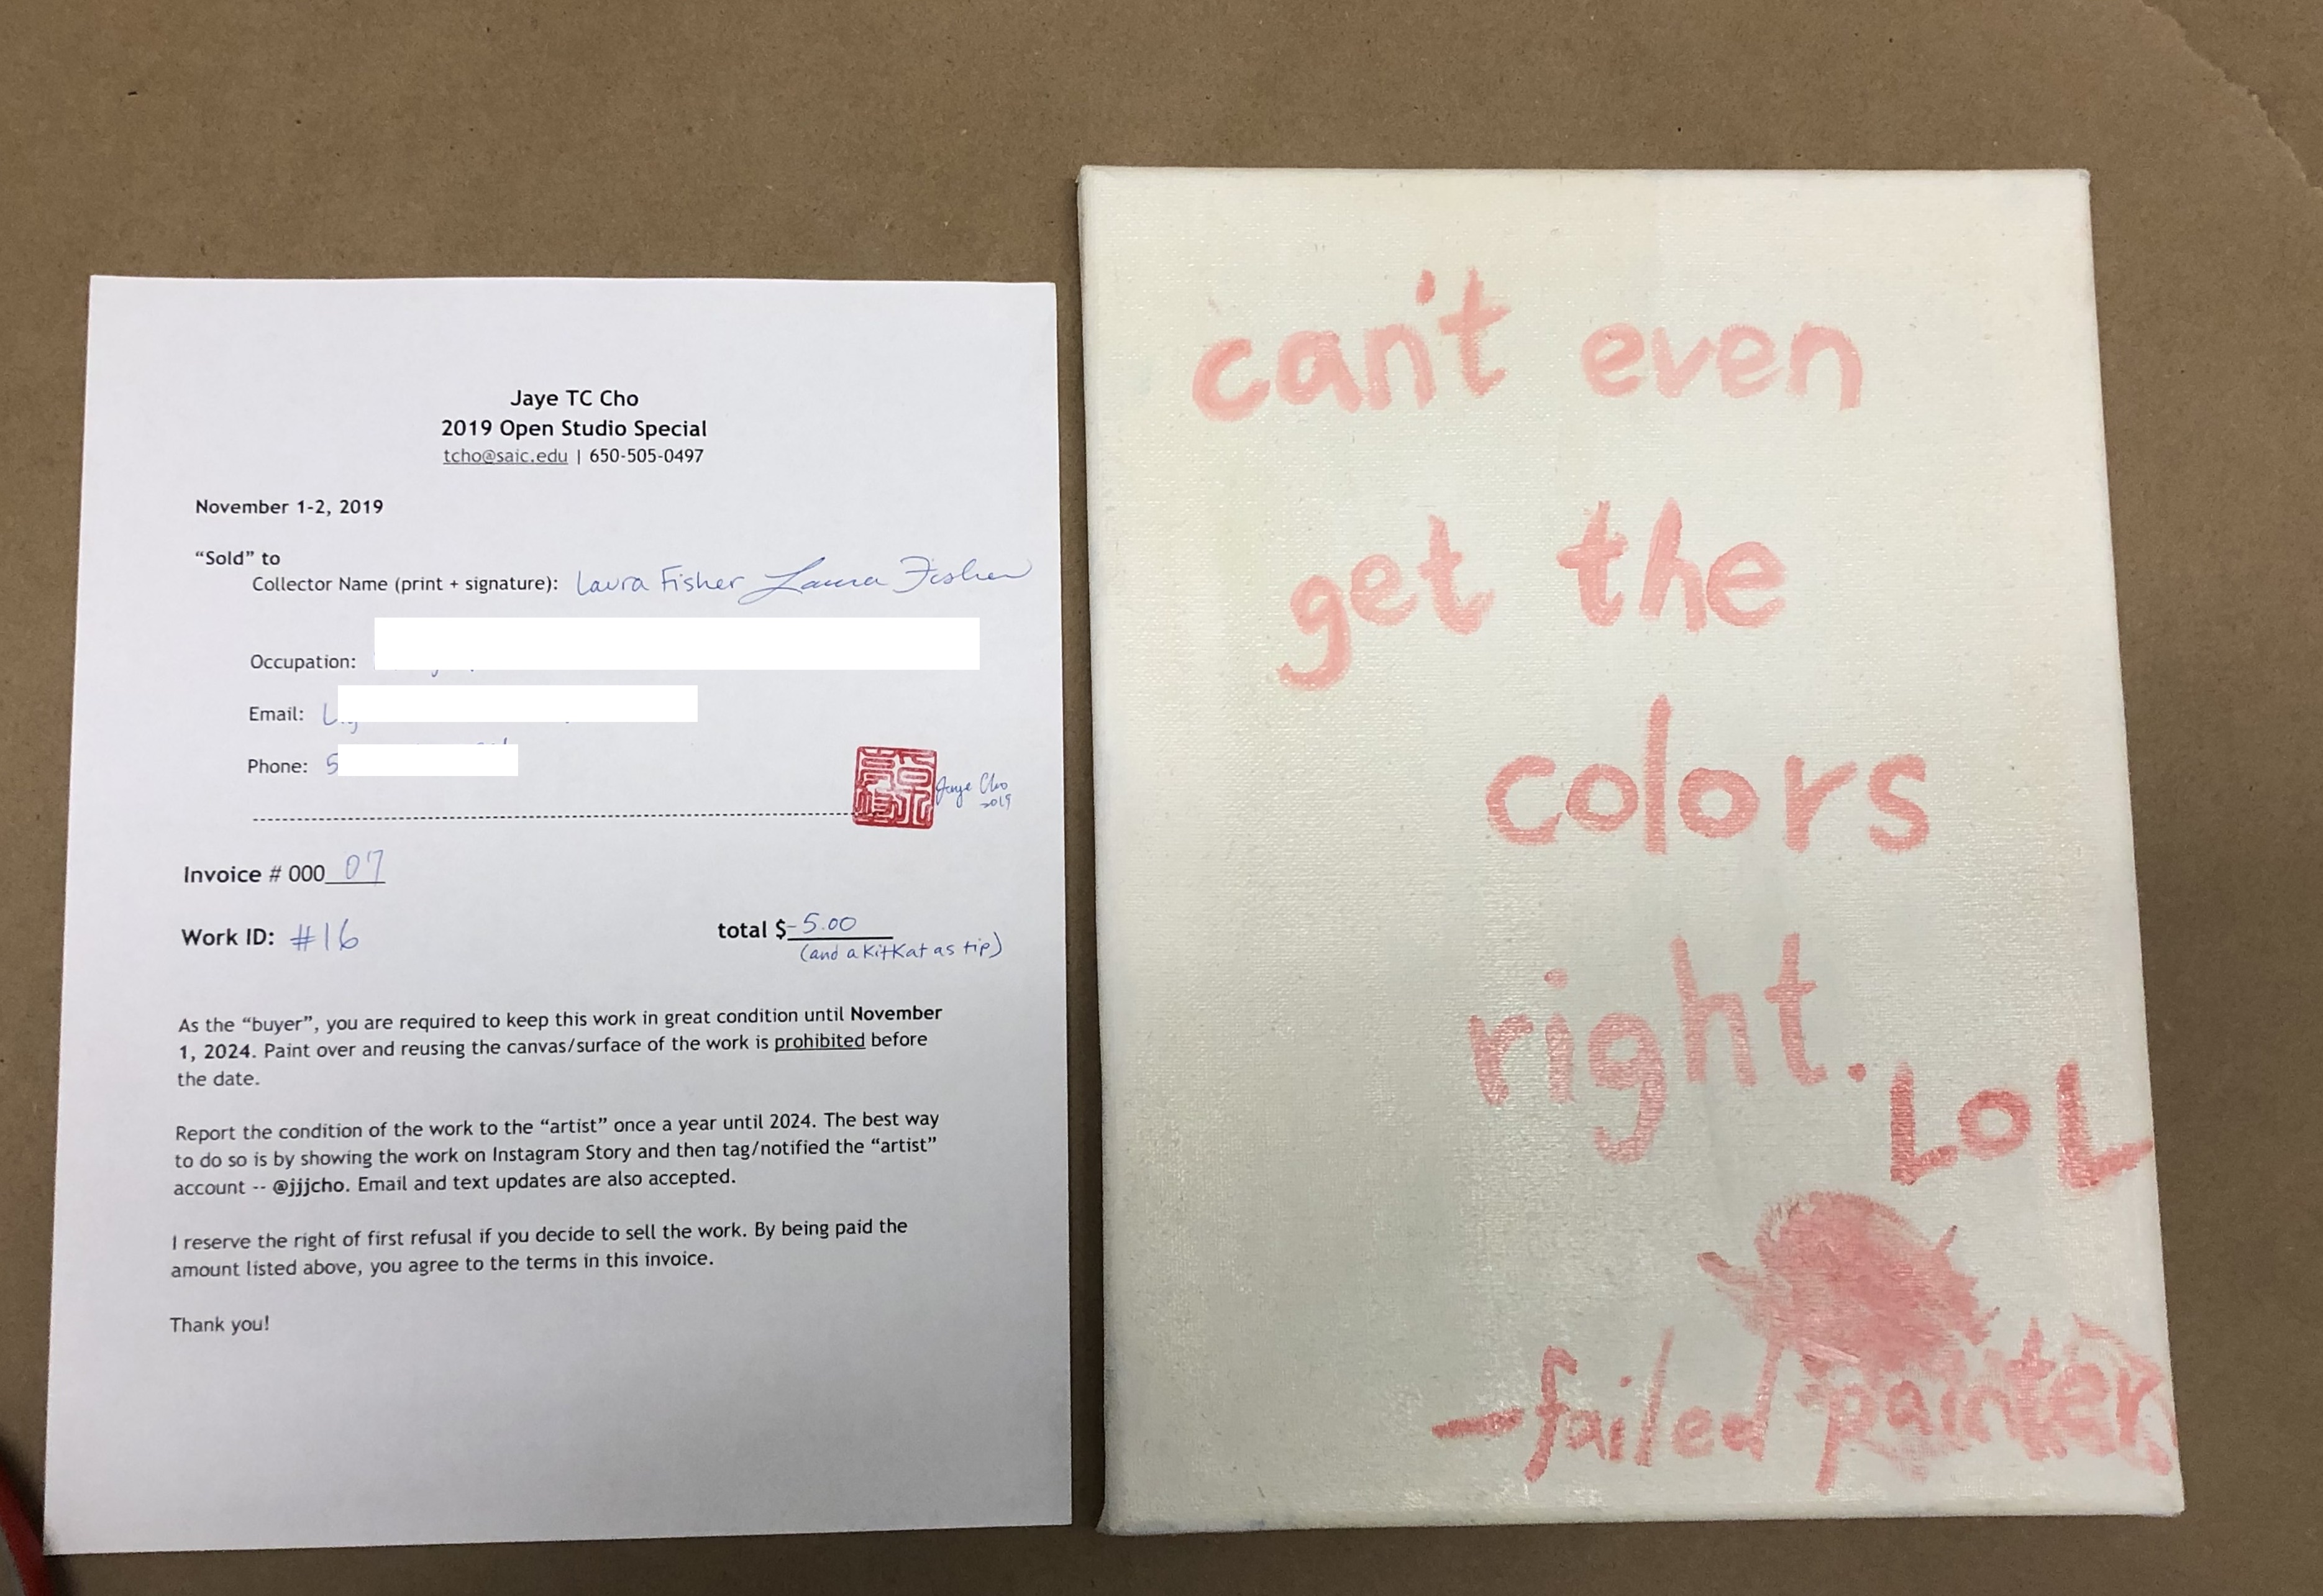 Jaye TC Cho
2019 Open Studio Special
tcho@saic.edu | 650-505-0497
November 1-2, 2019
“Sold” to
Collector Name (print + signature): Laura Fisher Laura Fisher
Occupation:
Email:
Phone: 5
Jaye Cho
2019
Invoice # 000 07
Work ID: #16
total $-5.00
(and a KitKat as tip)
As the “buyer”, you are required to keep this work in great condition until November
1, 2024. Paint over and reusing the canvas/surface of the work is prohibited before
the date.
Report the condition of the work to the “artist” once a year until 2024. The best way
to do so is by showing the work on Instagram Story and then tag/notified the “artist”
account -- @jjjcho. Email and text updates are also accepted.
I reserve the right of first refusal if you decide to sell the work. By being paid the
amount listed above, you agree to the terms in this invoice.
Thank you!
can't even
get the
colors
right.
LOL
—failed painter.